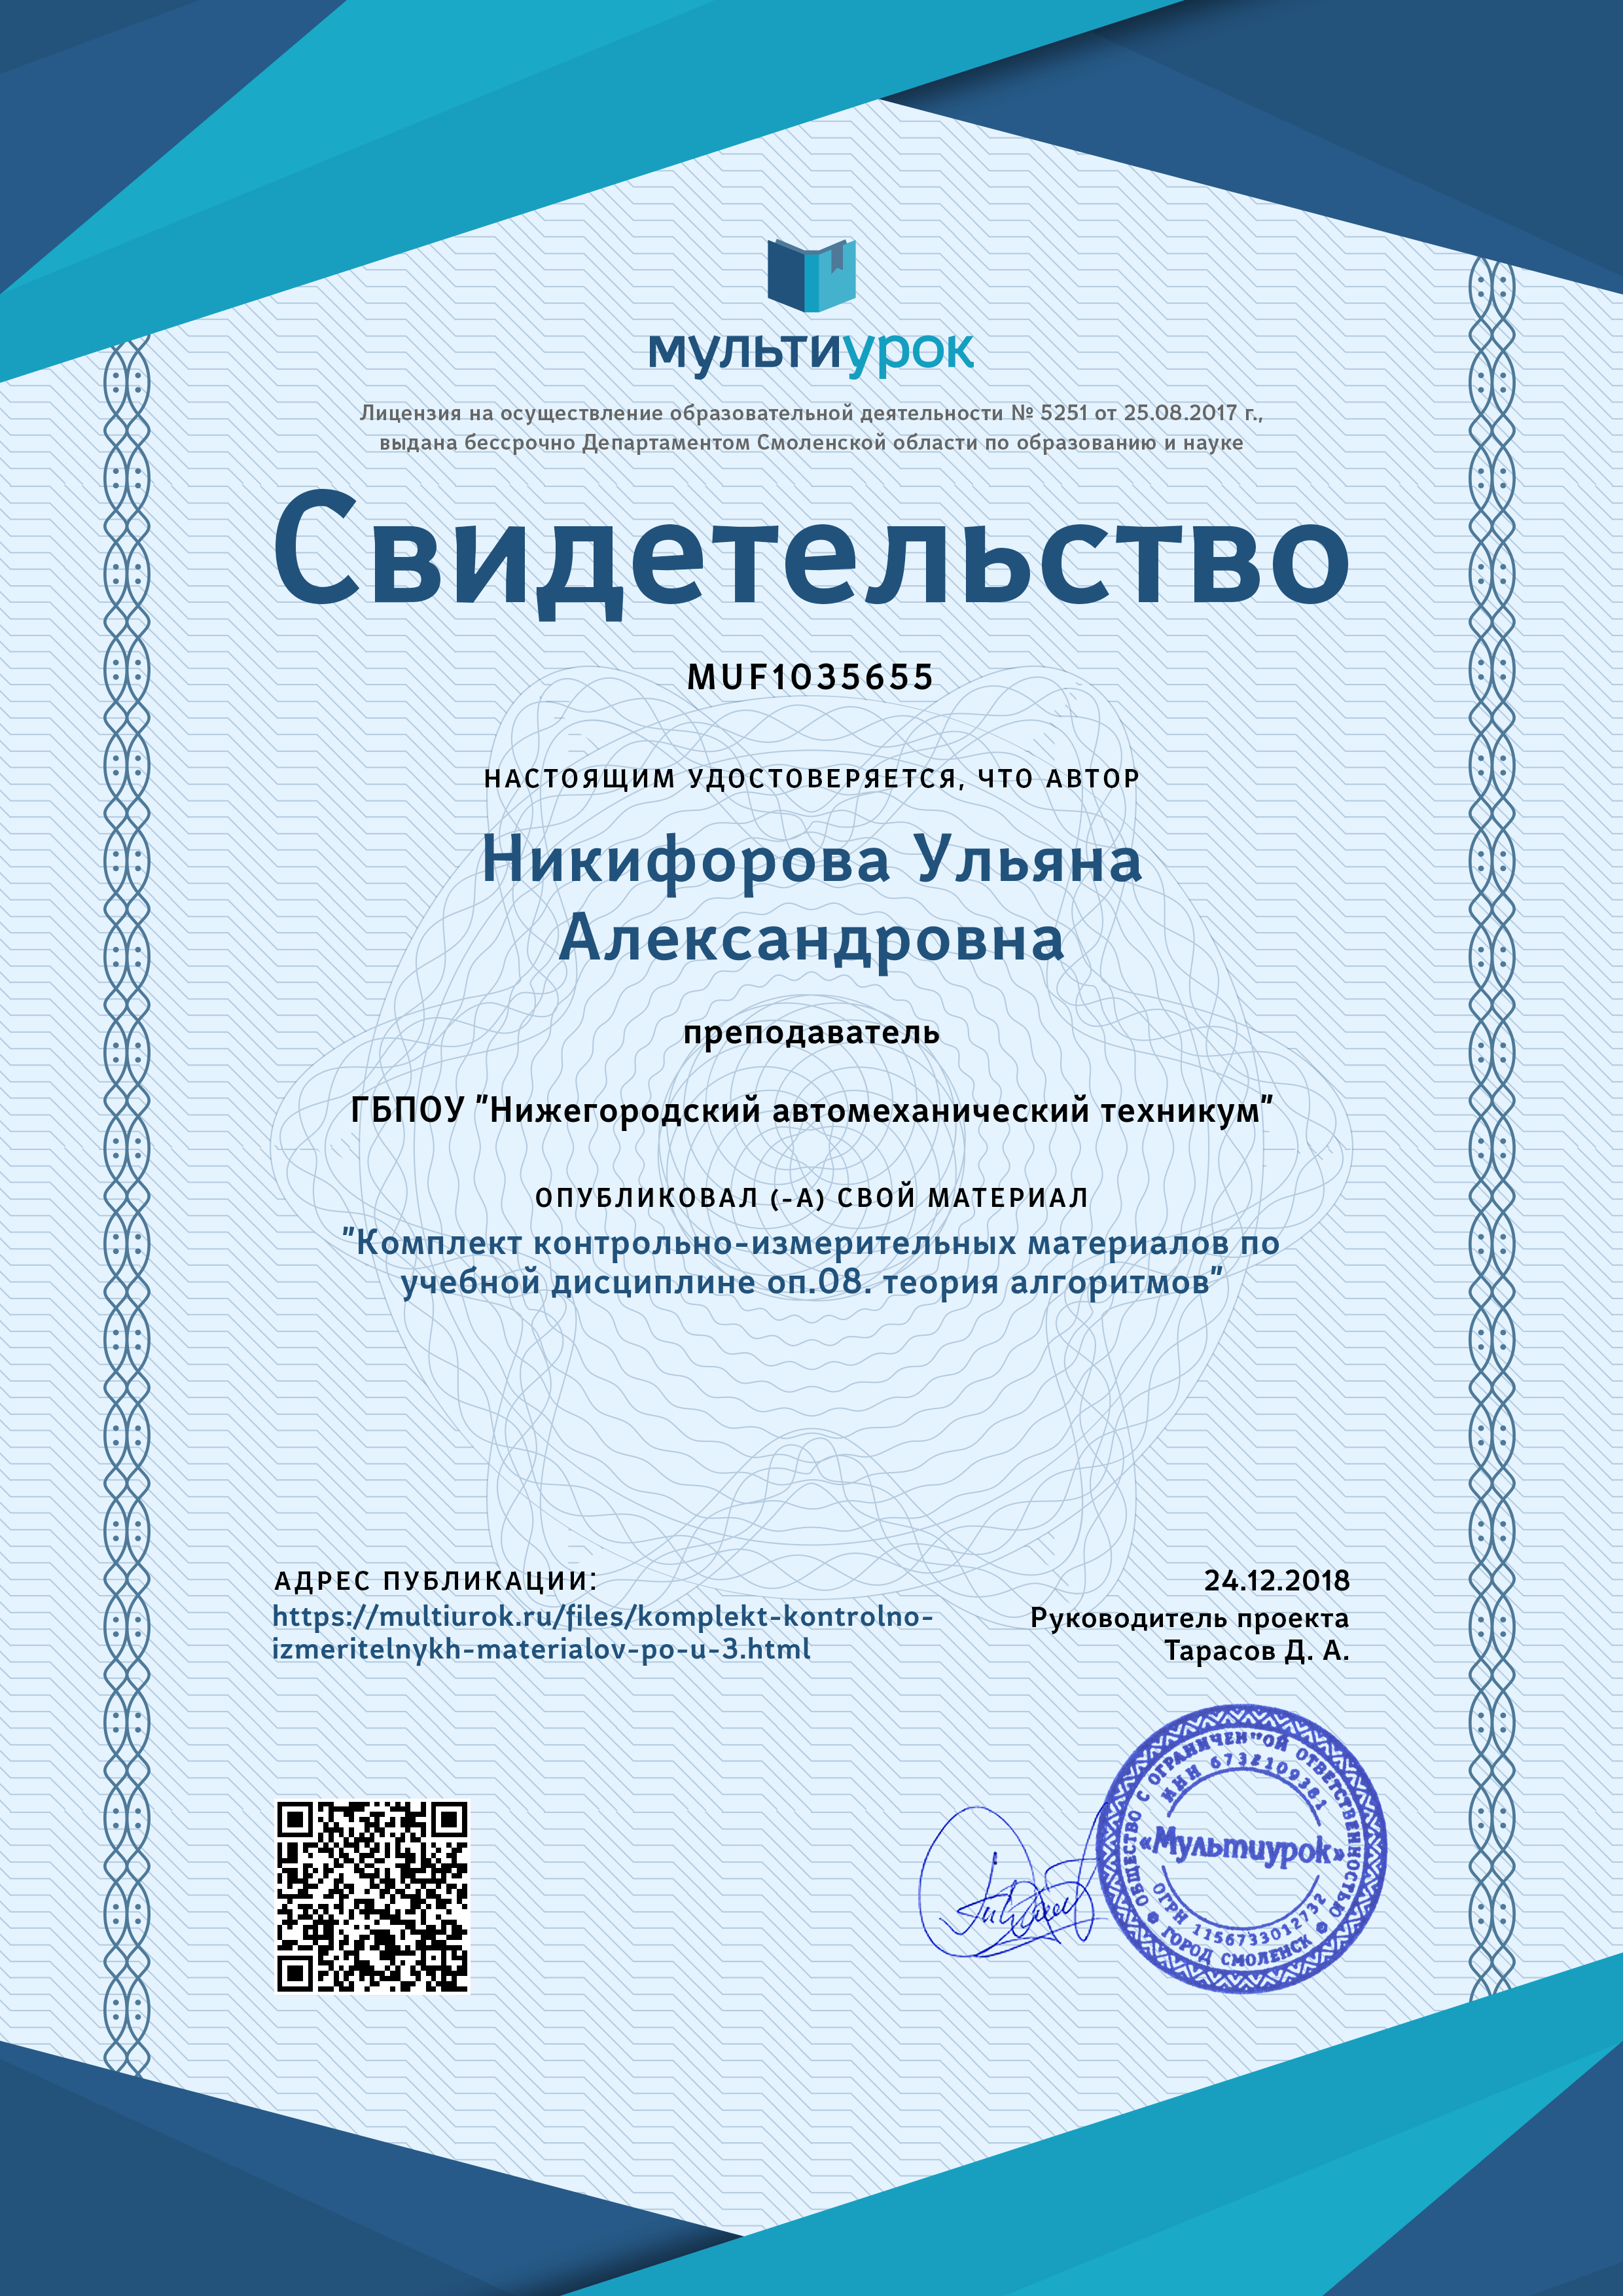 мультиурок
Лицензия на осуществление образовательной деятельности № 5251 от 25.08.2017 г.,
выдана бессрочно Департаментом Смоленской области по образованию и науке
Свидетельство
MUF1035655
НАСТОЯЩИМ УДОСТОВЕРЯЕТСЯ, ЧТО АВТОР
Никифорова Ульяна
Александровна
преподаватель
ГБПОУ "Нижегородский автомеханический техникум"
ОПУБЛИКОВАЛ (-А) СВОЙ МАТЕРИАЛ
"Комплект контрольно-измерительных материалов по
учебной дисциплине оп.08. теория алгоритмов"
АДРЕС ПУБЛИКАЦИИ:
https://multiurok.ru/files/komplekt-kontrolno-
izmeritelnykh-materialov-po-u-3.html
24.12.2018
Руководитель проекта
Тарасов Д. А.
ОБЩЕСТВО С ОГРАНИЧЕННОЙ ОТВЕТСТВЕННОСТЬЮ
ИНН 6732109381
«Мультиурок»
ОГРН 1156733012732
ГОРОД СМОЛЕНСК